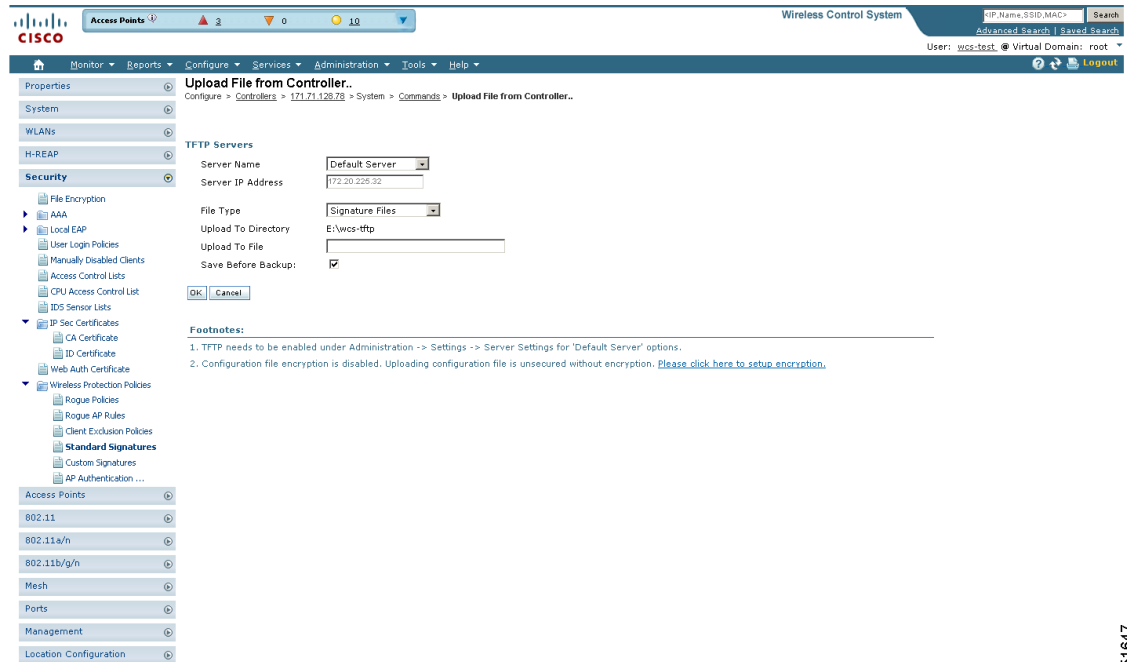 CISCO
Access Points 3 0 10
Wireless Control System
<IP,Name,SSID,MAC> Search
Advanced Search | Saved Search
User: wcs-test @ Virtual Domain: root
Monitor Reports Configure Services Administration Tools Help
Logout
Properties
System
WLANs
H-REAP
Security
File Encryption
AAA
Local EAP
User Login Policies
Manually Disabled Clients
Access Control Lists
CPU Access Control List
IDS Sensor Lists
IP Sec Certificates
CA Certificate
ID Certificate
Web Auth Certificate
Wireless Protection Policies
Rogue Policies
Rogue AP Rules
Client Exclusion Policies
Standard Signatures
Custom Signatures
AP Authentication ...
Access Points
802.11
802.11a/n
802.11b/g/n
Mesh
Ports
Management
Location Configuration
Upload File from Controller..
Configure > Controllers > 171.71.128.78 > System > Commands > Upload File from Controller..
TFTP Servers
Server Name Default Server
Server IP Address 172.20.225.32
File Type Signature Files
Upload To Directory E:\wcs-tftp
Upload To File
Save Before Backup:
OK Cancel
Footnotes:
1. TFTP needs to be enabled under Administration -> Settings -> Server Settings for 'Default Server' options.
2. Configuration file encryption is disabled. Uploading configuration file is unsecured without encryption. Please click here to setup encryption.